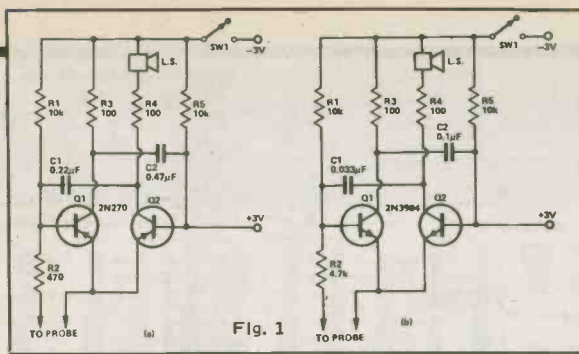 SW1
−3V
L.S.
R1
10k
R3
100
R4
100
R5
10k
C1
0.22µF
C2
0.47µF
Q1
2N270
Q2
+3V
R2
470
TO PROBE
(a)
SW1
−3V
L.S.
R1
10k
R3
100
R4
100
R5
10k
C2
0.1µF
C1
0.033µF
Q1
2N3904
Q2
+3V
R2
4.7k
TO PROBE
(b)
Fig. 1